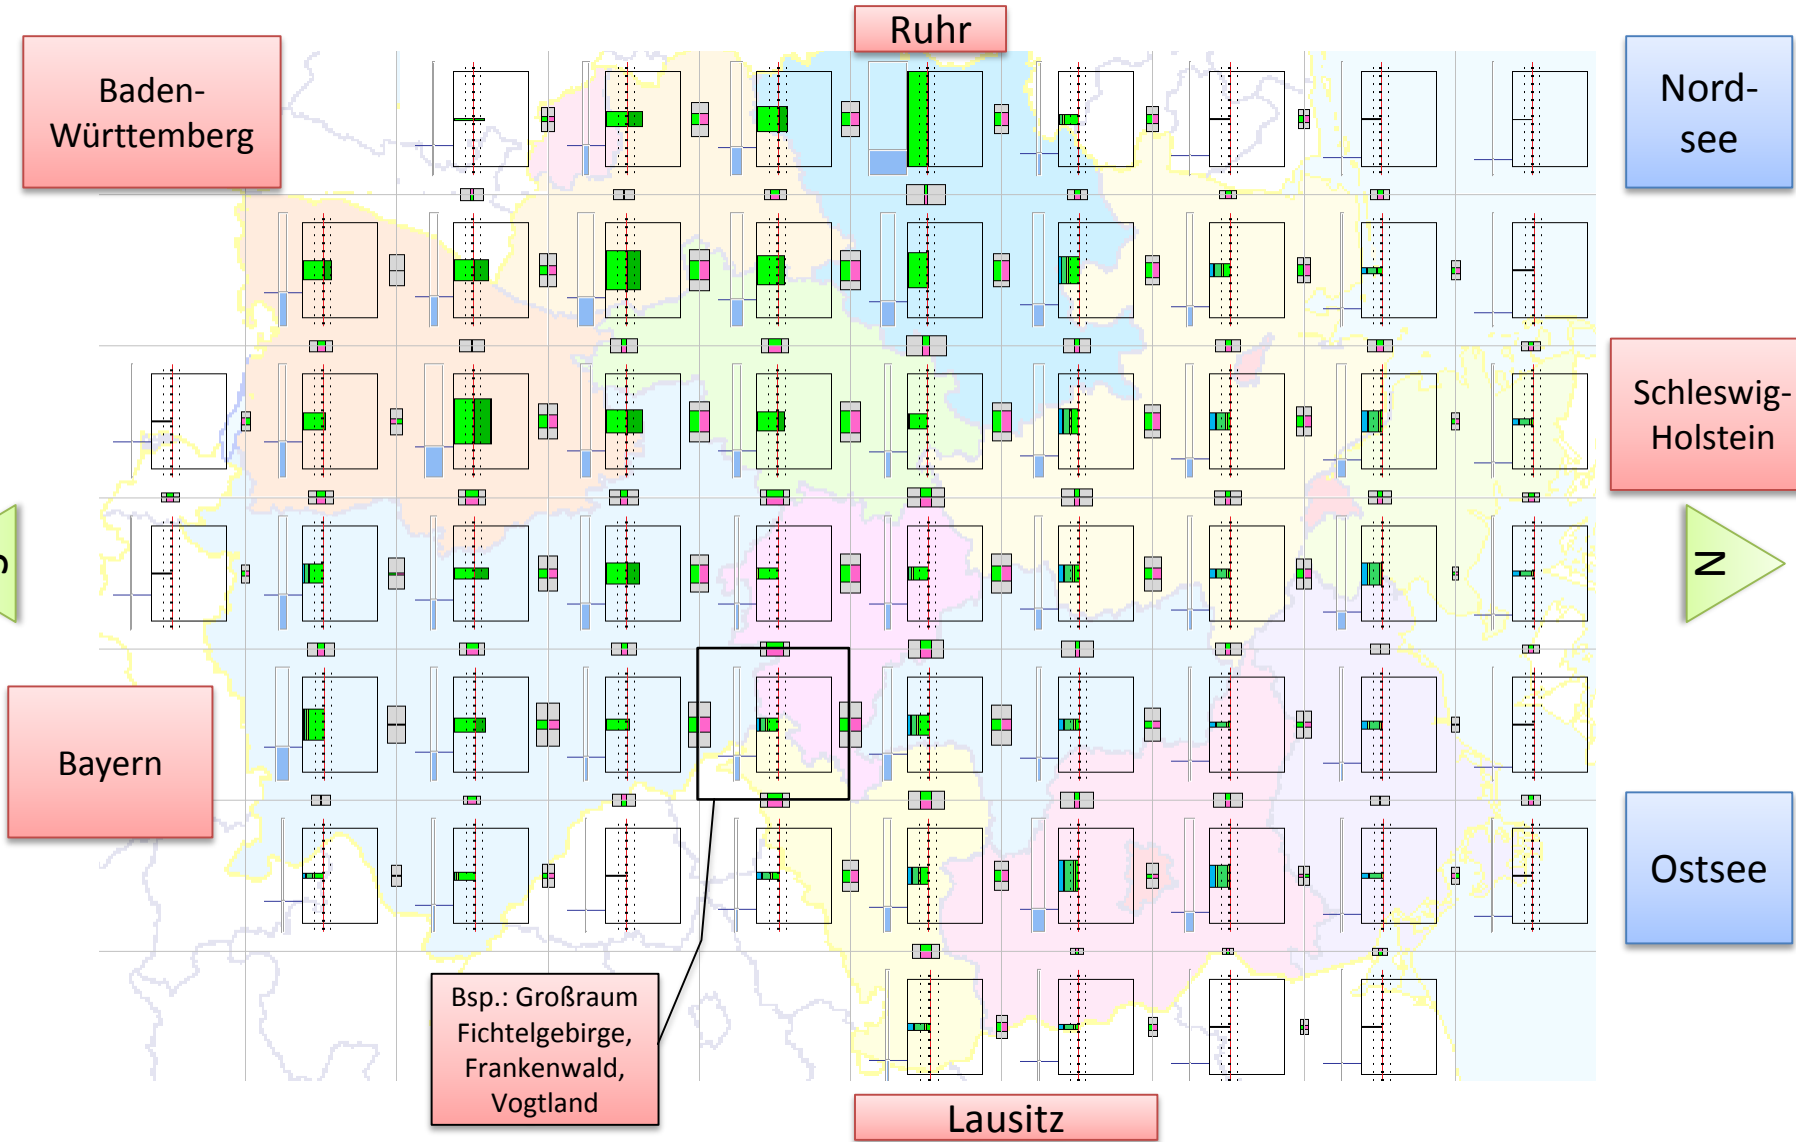 Ruhr
Baden-
Württemberg
Nord-
see
Schleswig-
Holstein
N
Bayern
Ostsee
Bsp.: Großraum
Fichtelgebirge,
Frankenwald,
Vogtland
Lausitz